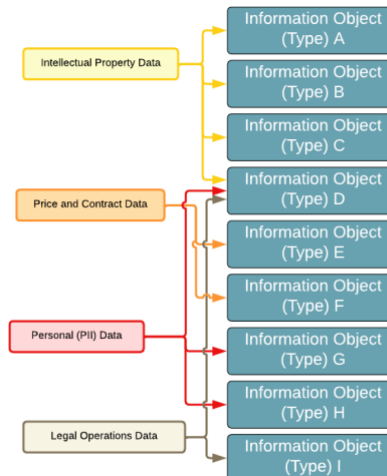 Information Object
(Type) A
Intellectual Property Data
Information Object
(Type) B
Information Object
(Type) C
Information Object
(Type) D
Price and Contract Data
Information Object
(Type) E
Information Object
(Type) F
Personal (PII) Data
Information Object
(Type) G
Information Object
(Type) H
Legal Operations Data
Information Object
(Type) I